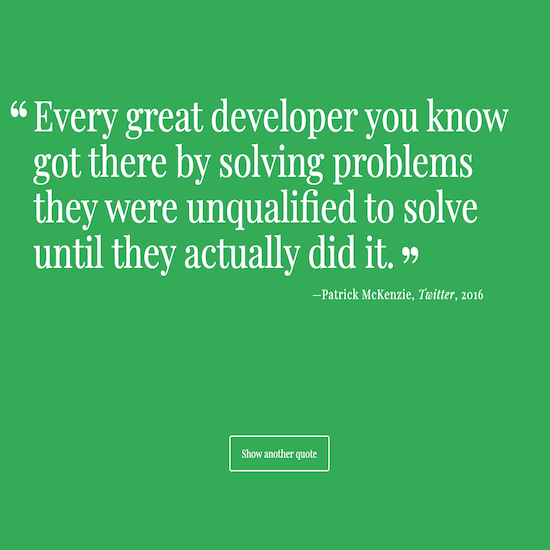 “Every great developer you know
got there by solving problems
they were unqualified to solve
until they actually did it.”
—Patrick McKenzie, Twitter, 2016
Show another quote